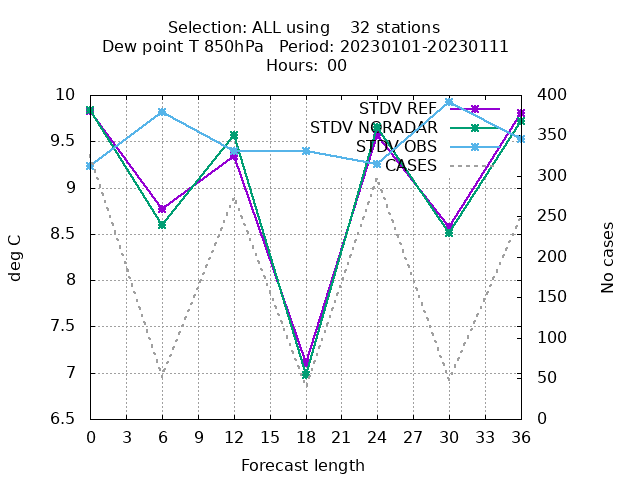 Selection: ALL using    32 stations
Dew point T 850hPa   Period: 20230101-20230111
Hours: 00
STDV REF
STDV NORADAR
STDV OBS
CASES
deg C
10
9.5
9
8.5
8
7.5
7
6.5
400
350
300
250
200
150
100
50
0
No cases
0 3 6 9 12 15 18 21 24 27 30 33 36
Forecast length